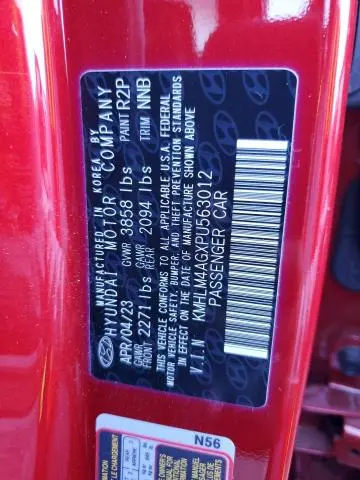 MANUFACTURED IN KOREA BY
HYUNDAI MOTOR COMPANY
APR/04/23 GVWR 3858 lbs PAINT R2P
GAWR FRONT 2271 lbs GAWR REAR 2094 lbs TRIM NNB
THIS VEHICLE CONFORMS TO ALL APPLICABLE U.S.A. FEDERAL
MOTOR VEHICLE SAFETY, BUMPER, AND THEFT PREVENTION STANDARDS
IN EFFECT ON THE DATE OF MANUFACTURE SHOWN ABOVE
V.I.N KMHLM4AGXPU563012
PASSENGER CAR
N56